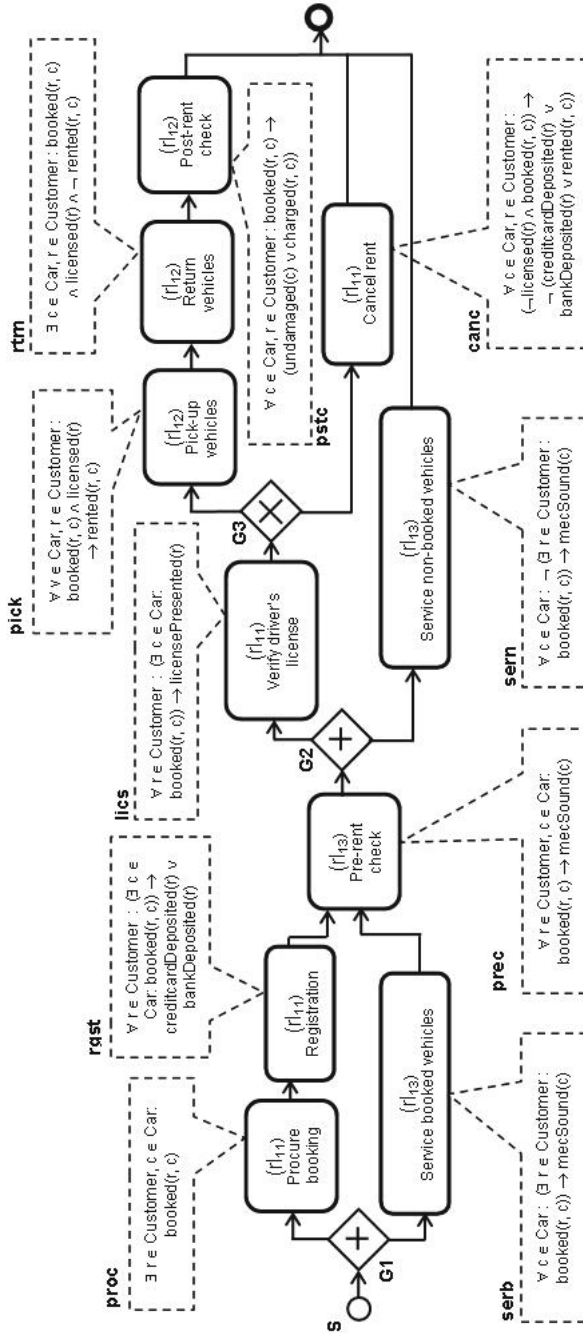 proc
∃ r ∈ Customer, c ∈ Car:
booked(r, c)
rqst
∀ r ∈ Customer : (∃ c ∈
Car: booked(r, c)) →
creditcardDeposited(r) ∨
bankDeposited(r)
lics
∀ r ∈ Customer : (∃ c ∈ Car:
booked(r, c)) → licensePresented(r)
pick
∀ v ∈ Car, r ∈ Customer :
booked(r, c) ∧ licensed(r)
→ rented(r, c)
rtrn
∃ c ∈ Car, r ∈ Customer : booked(r, c)
∧ licensed(r) ∧ ¬ rented(r, c)
S
G1
(rl₁₁)
Procure
booking
(rl₁₁)
Registration
(rl₁₃)
Service booked vehicles
(rl₁₃)
Pre-rent
check
G2
(rl₁₁)
Verify driver's
license
(rl₁₃)
Service non-booked vehicles
G3
(rl₁₂)
Pick-up
vehicles
(rl₁₂)
Return
vehicles
(rl₁₂)
Post-rent
check
(rl₁₁)
Cancel rent
∀ c ∈ Car, r ∈ Customer : booked(r, c) →
(undamaged(c) ∨ charged(r, c))
pstc
serb
∀ c ∈ Car : (∃ r ∈ Customer :
booked(r, c)) → mecSound(c)
prec
∀ r ∈ Customer, c ∈ Car:
booked(r, c) → mecSound(c)
sern
∀ c ∈ Car: ¬ (∃ r ∈ Customer :
booked(r, c)) → mecSound(c)
canc
∀ c ∈ Car, r ∈ Customer :
(¬licensed(r) ∧ booked(r, c)) →
¬ (creditcardDeposited(r) ∨
bankDeposited(r) ∨ rented(r, c)